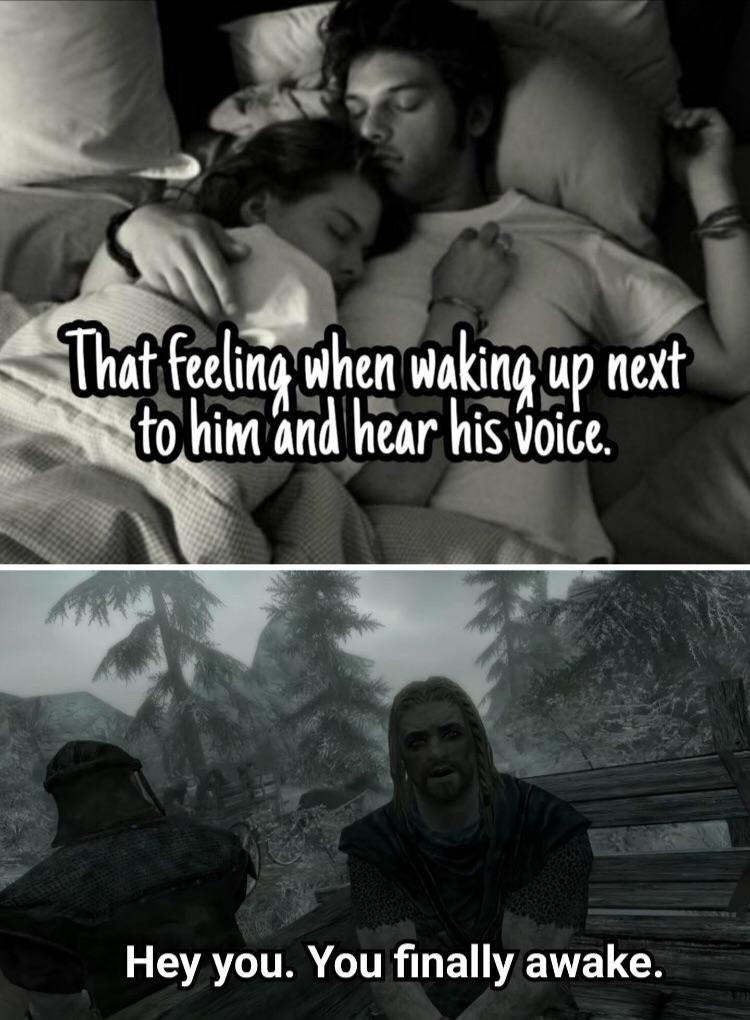 That feeling when waking up next
to him and hear his voice.
Hey you. You finally awake.